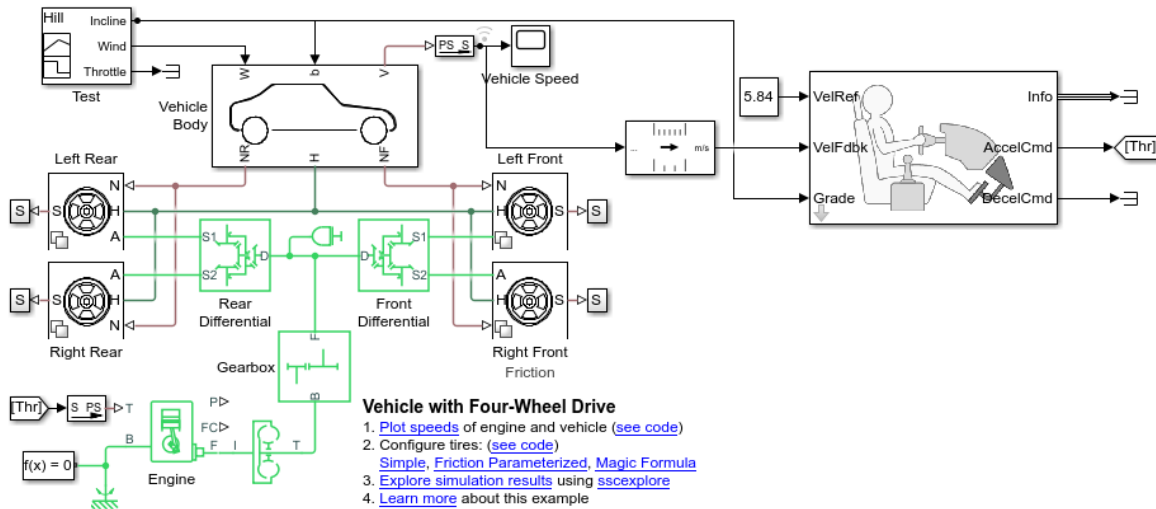 Hill
Incline
Wind
Throttle
Test
W
b
V
PS S
Vehicle Speed
Vehicle
Body
NR
H
NF
5.84
VelRef
VelFdbk
Grade
Info
AccelCmd
DecelCmd
[Thr]
...
m/s
Left Rear
Left Front
S
S
N
H
A
S1
S2
D
D
S1
S2
N
H
S
S
S
S
A
H
N
A
H
N
S
S
Right Rear
Rear
Differential
Front
Differential
Right Front
Friction
F
Gearbox
B
[Thr]
S PS
T
P
FC
B
F
I
T
f(x) = 0
Engine
Vehicle with Four-Wheel Drive
1. Plot speeds of engine and vehicle (see code)
2. Configure tires: (see code)
Simple, Friction Parameterized, Magic Formula
3. Explore simulation results using sscexplore
4. Learn more about this example